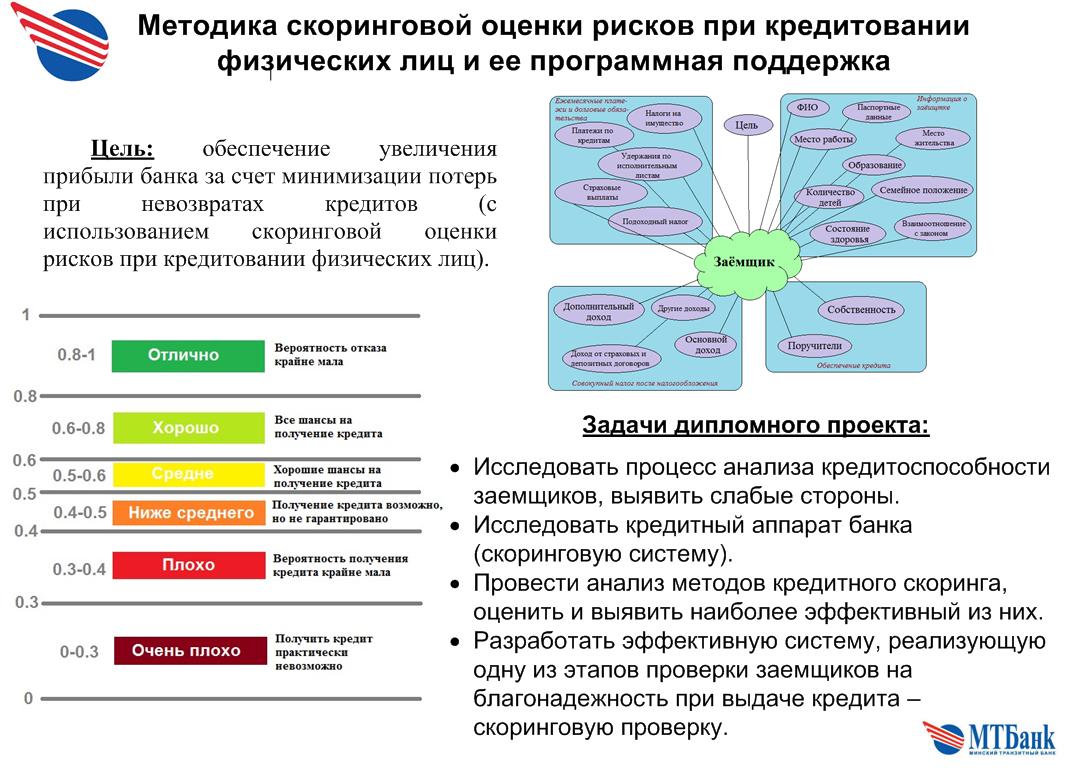 Методика скоринговой оценки рисков при кредитовании
физических лиц и ее программная поддержка
Цель: обеспечение увеличения
прибыли банка за счет минимизации потерь
при невозвратах кредитов (с
использованием скоринговой оценки
рисков при кредитовании физических лиц).
Ежемесячные плате-
жи и долговые обяза-
тельства
Налоги на
имущество
Платежи по
кредитам
Удержания по
исполнительным
листам
Страховые
выплаты
Подоходный налог
Цель
Информация о
заёмщике
ФИО
Паспортные
данные
Место работы
Место
жительства
Образование
Количество
детей
Семейное положение
Состояние
здоровья
Взаимоотношение
с законом
Заёмщик
Дополнительный
доход
Другие доходы
Основной
доход
Доход от страховых и
депозитных договоров
Совокупный налог после налогообложения
Собственность
Поручители
Обеспечение кредита
1
0.8-1
Отлично
Вероятность отказа
крайне мала
0.8
0.6-0.8
Хорошо
Все шансы на
получение кредита
0.6
0.5-0.6
Средне
Хорошие шансы на
получение кредита
0.5
0.4-0.5
Ниже среднего
Получение кредита возможно,
но не гарантировано
0.4
0.3-0.4
Плохо
Вероятность получения
кредита крайне мала
0.3
0-0.3
Очень плохо
Получить кредит
практически
невозможно
0
Задачи дипломного проекта:
• Исследовать процесс анализа кредитоспособности
заемщиков, выявить слабые стороны.
• Исследовать кредитный аппарат банка
(скоринговую систему).
• Провести анализ методов кредитного скоринга,
оценить и выявить наиболее эффективный из них.
• Разработать эффективную систему, реализующую
одну из этапов проверки заемщиков на
благонадежность при выдаче кредита –
скоринговую проверку.
МТБанк
МИНСКИЙ ТРАНЗИТНЫЙ БАНК